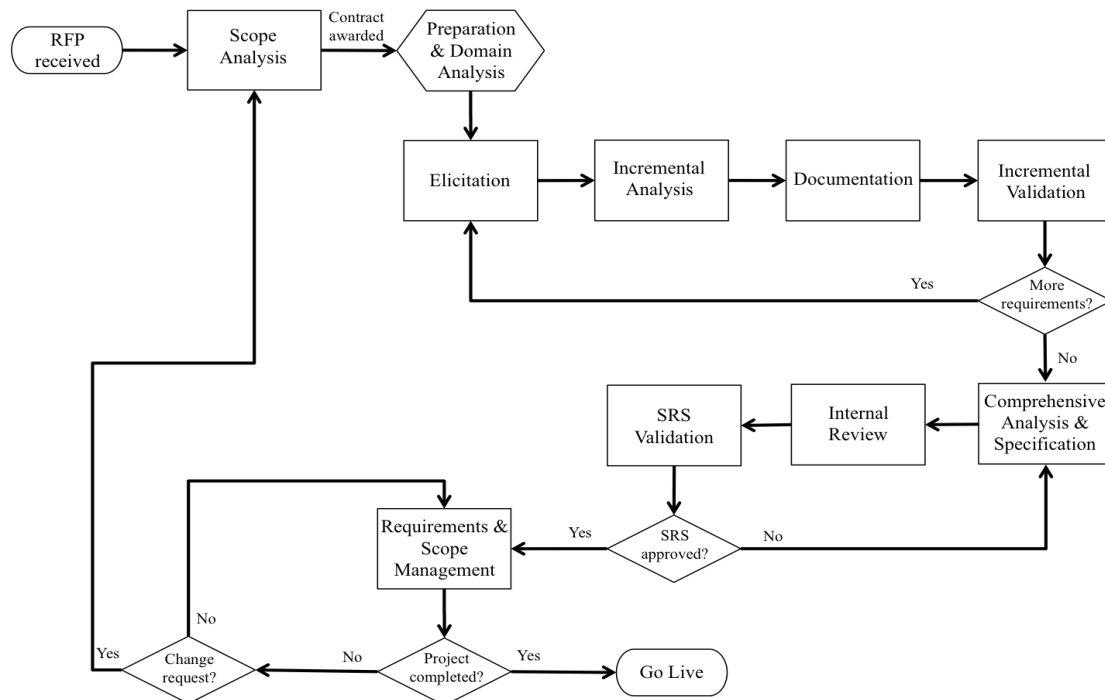 RFP
received
Scope
Analysis
Contract
awarded
Preparation
& Domain
Analysis
Elicitation
Incremental
Analysis
Documentation
Incremental
Validation
More
requirements?
Yes
No
Comprehensive
Analysis &
Specification
Internal
Review
SRS
Validation
SRS
approved?
No
Yes
Requirements &
Scope
Management
Project
completed?
Yes
Go Live
No
Change
request?
No
Yes